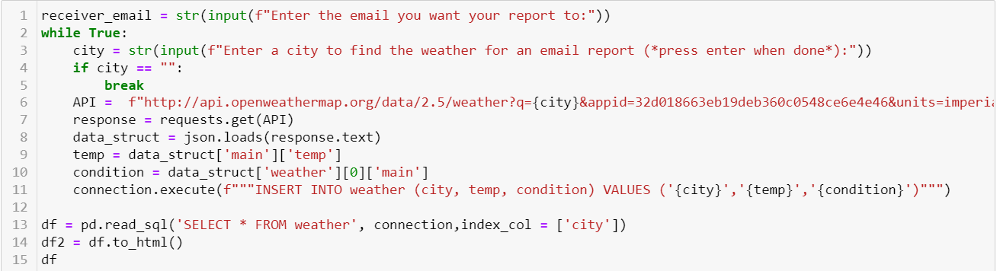 1 receiver_email = str(input(f"Enter the email you want your report to:"))
2 while True:
3     city = str(input(f"Enter a city to find the weather for an email report (*press enter when done*):"))
4     if city == "":
5         break
6     API =  f"http://api.openweathermap.org/data/2.5/weather?q={city}&appid=32d018663eb19deb360c0548ce6e4e46&units=imperia
7     response = requests.get(API)
8     data_struct = json.loads(response.text)
9     temp = data_struct['main']['temp']
10     condition = data_struct['weather'][0]['main']
11     connection.execute(f"""INSERT INTO weather (city, temp, condition) VALUES ('{city}','{temp}','{condition}')""")
12
13 df = pd.read_sql('SELECT * FROM weather', connection,index_col = ['city'])
14 df2 = df.to_html()
15 df